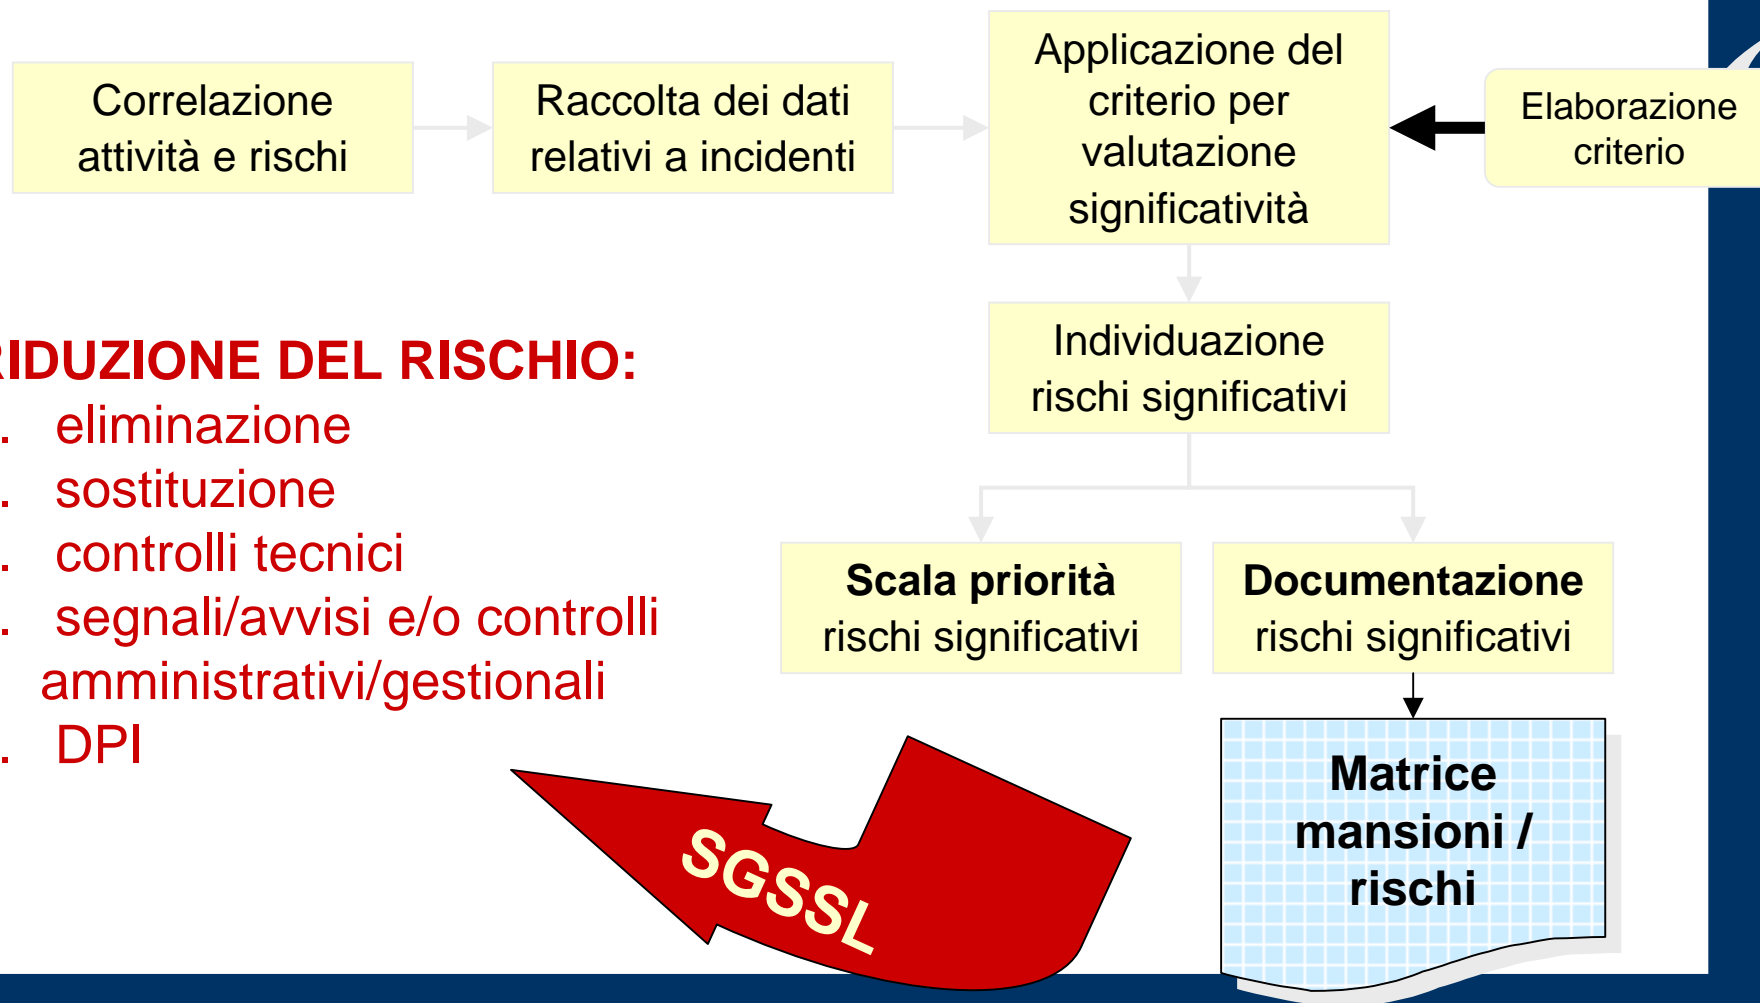 Correlazione
attività e rischi
Raccolta dei dati
relativi a incidenti
Applicazione del
criterio per
valutazione
significatività
Elaborazione
criterio
Individuazione
rischi significativi
RIDUZIONE DEL RISCHIO:
. eliminazione
. sostituzione
. controlli tecnici
. segnali/avvisi e/o controlli
amministrativi/gestionali
. DPI
Scala priorità
rischi significativi
Documentazione
rischi significativi
Matrice
mansioni /
rischi
SGSSL